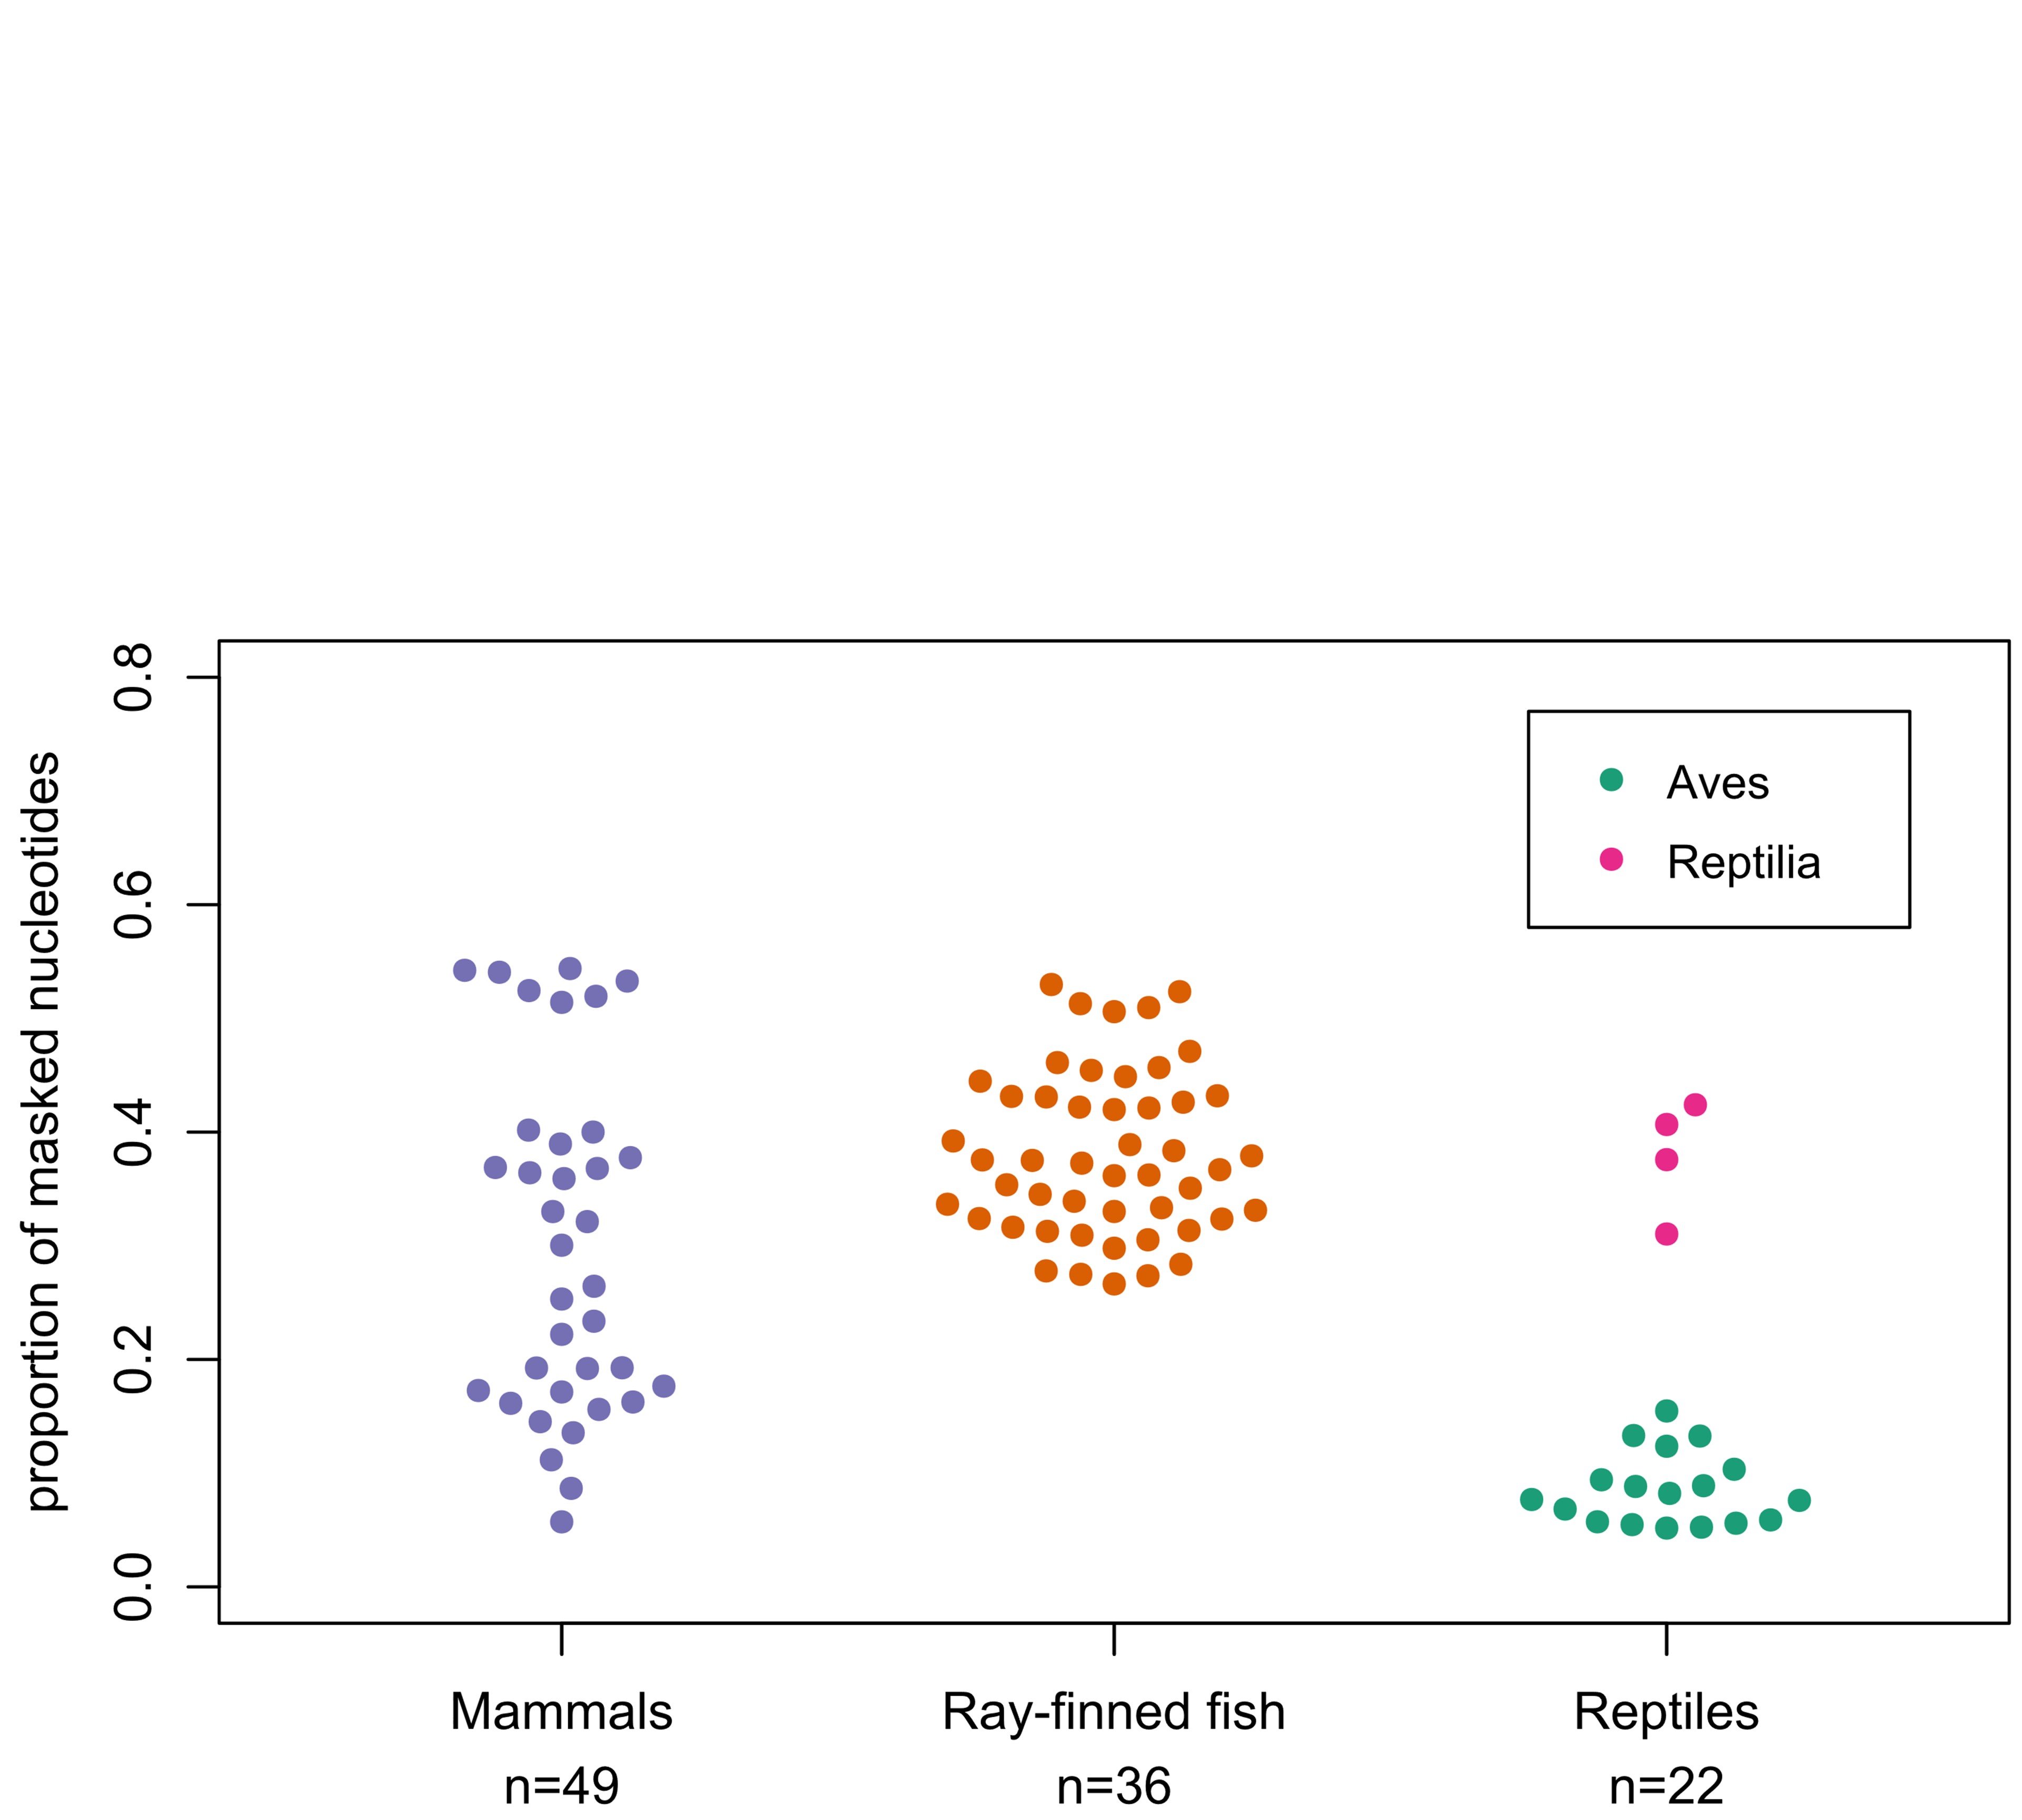 proportion of masked nucleotides
0.8
0.6
0.4
0.2
0.0
Aves
Reptilia
Mammals
Ray-finned fish
Reptiles
n=49
n=36
n=22